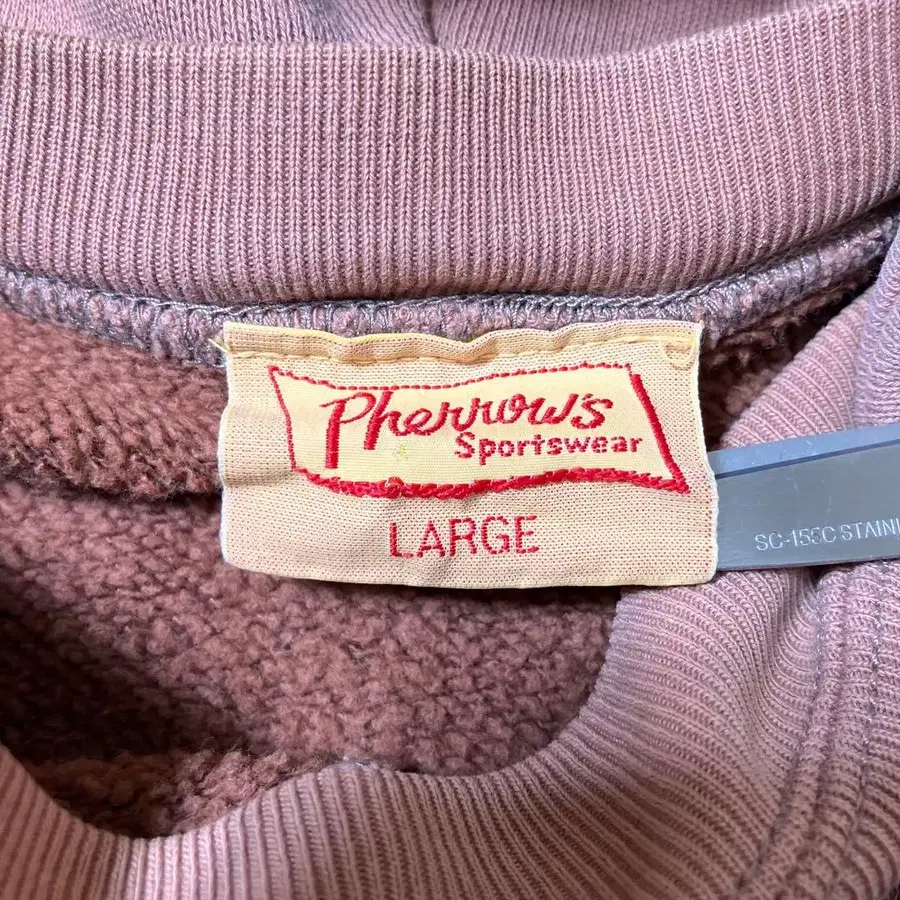 Pherrow's
Sportswear
LARGE
SC-155C STAINL